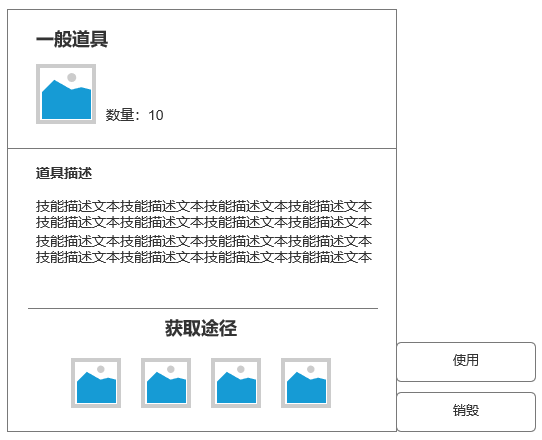 一般道具
数量：10
道具描述
技能描述文本技能描述文本技能描述文本技能描述文本
技能描述文本技能描述文本技能描述文本技能描述文本
技能描述文本技能描述文本技能描述文本技能描述文本
技能描述文本技能描述文本技能描述文本技能描述文本
获取途径
使用
销毁